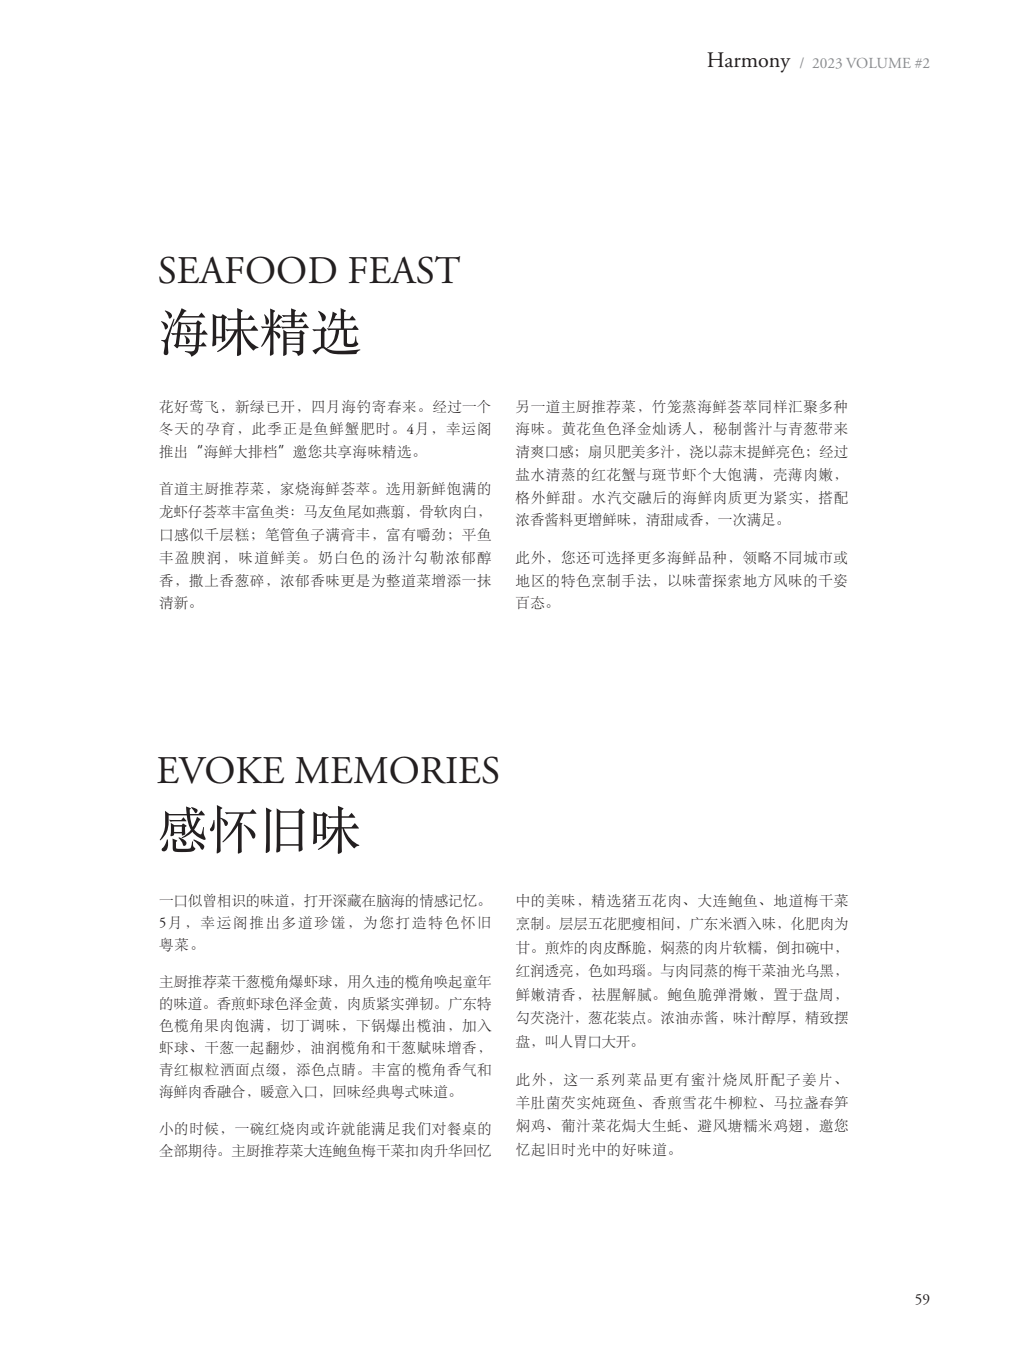 Harmony / 2023 VOLUME #2
SEAFOOD FEAST
海味精选
花好莺飞，新绿已开，四月海钓寄春来。经过一个
冬天的孕育，此季正是鱼鲜蟹肥时。4月，幸运阁
推出“海鲜大排档”邀您共享海味精选。
首道主厨推荐菜，家烧海鲜荟萃。选用新鲜饱满的
龙虾仔荟萃丰富鱼类：马友鱼尾如燕翦，骨软肉白，
口感似千层糕；笔管鱼子满膏丰，富有嚼劲；平鱼
丰盈腴润，味道鲜美。奶白色的汤汁勾勒浓郁醇
香，撒上香葱碎，浓郁香味更是为整道菜增添一抹
清新。
另一道主厨推荐菜，竹笼蒸海鲜荟萃同样汇聚多种
海味。黄花鱼色泽金灿诱人，秘制酱汁与青葱带来
清爽口感；扇贝肥美多汁，浇以蒜末提鲜亮色；经过
盐水清蒸的红花蟹与斑节虾个大饱满，壳薄肉嫩，
格外鲜甜。水汽交融后的海鲜肉质更为紧实，搭配
浓香酱料更增鲜味，清甜咸香，一次满足。
此外，您还可选择更多海鲜品种，领略不同城市或
地区的特色烹制手法，以味蕾探索地方风味的千姿
百态。
EVOKE MEMORIES
感怀旧味
一口似曾相识的味道，打开深藏在脑海的情感记忆。
5月，幸运阁推出多道珍馐，为您打造特色怀旧
粤菜。
主厨推荐菜干葱榄角爆虾球，用久违的榄角唤起童年
的味道。香煎虾球色泽金黄，肉质紧实弹韧。广东特
色榄角果肉饱满，切丁调味，下锅爆出榄油，加入
虾球、干葱一起翻炒，油润榄角和干葱赋味增香，
青红椒粒洒面点缀，添色点睛。丰富的榄角香气和
海鲜肉香融合，暖意入口，回味经典粤式味道。
小的时候，一碗红烧肉或许就能满足我们对餐桌的
全部期待。主厨推荐菜大连鲍鱼梅干菜扣肉升华回忆
中的美味，精选猪五花肉、大连鲍鱼、地道梅干菜
烹制。层层五花肥瘦相间，广东米酒入味，化肥肉为
甘。煎炸的肉皮酥脆，焖蒸的肉片软糯，倒扣碗中，
红润透亮，色如玛瑙。与肉同蒸的梅干菜油光乌黑，
鲜嫩清香，祛腥解腻。鲍鱼脆弹滑嫩，置于盘周，
勾芡浇汁，葱花装点。浓油赤酱，味汁醇厚，精致摆
盘，叫人胃口大开。
此外，这一系列菜品更有蜜汁烧凤肝配子姜片、
羊肚菌芡实炖斑鱼、香煎雪花牛柳粒、马拉盏春笋
焖鸡、葡汁菜花焗大生蚝、避风塘糯米鸡翅，邀您
忆起旧时光中的好味道。
59